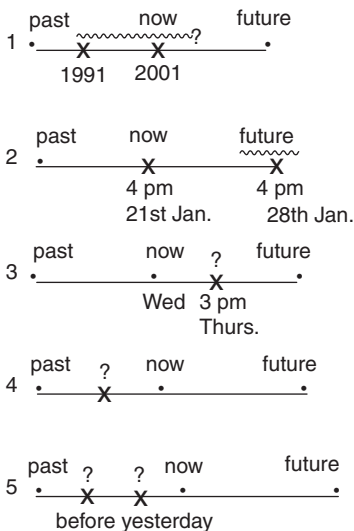 past now future
1 ?
1991 2001
past now future
2
4 pm 4 pm
21st Jan. 28th Jan.
past now ? future
3
Wed 3 pm
Thurs.
past ? now future
4
past ? ? now future
5
before yesterday